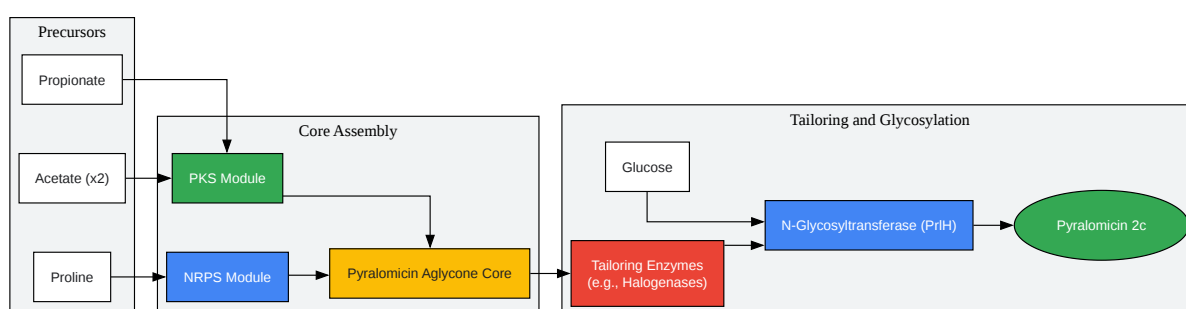 Precursors
Propionate
Acetate (x2)
Proline
Core Assembly
PKS Module
NRPS Module
Pyralomicin Aglycone Core
Tailoring and Glycosylation
Glucose
Tailoring Enzymes
(e.g., Halogenases)
N-Glycosyltransferase (PrlH)
Pyralomicin 2c